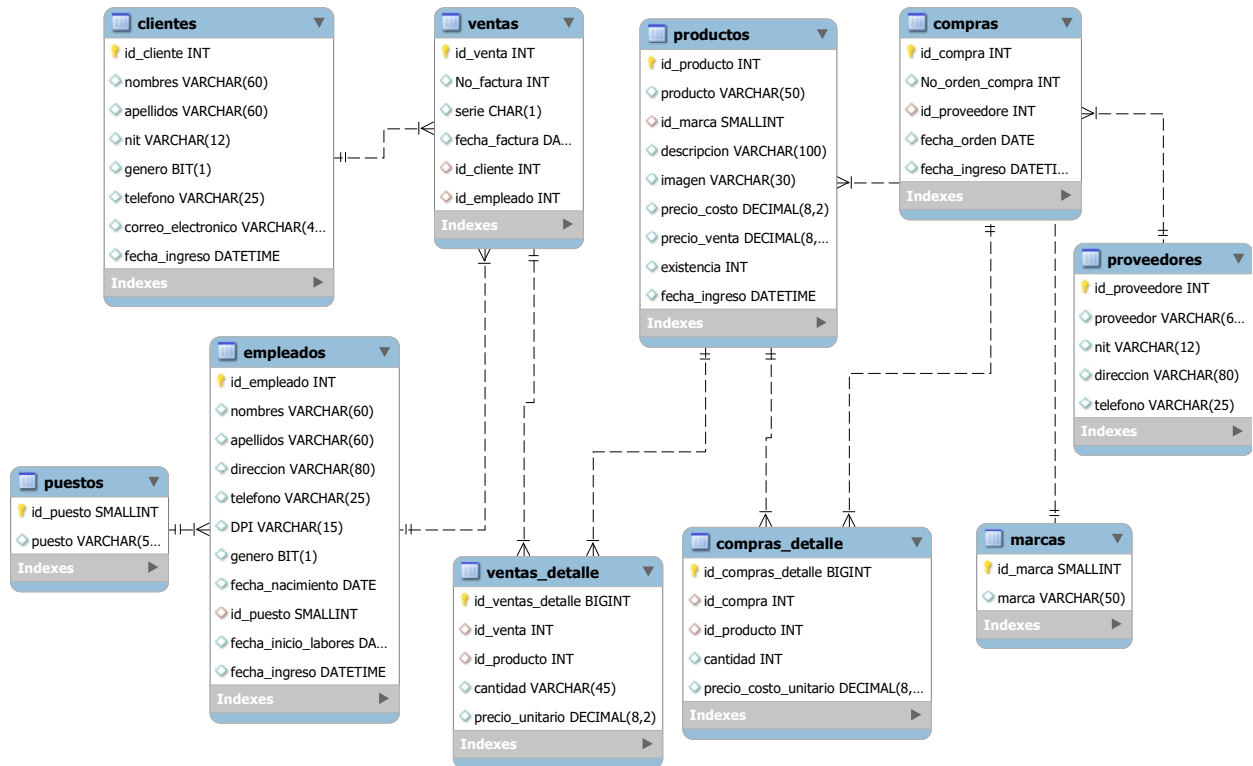 clientes
id_cliente INT
nombres VARCHAR(60)
apellidos VARCHAR(60)
nit VARCHAR(12)
genero BIT(1)
telefono VARCHAR(25)
correo_electronico VARCHAR(4...
fecha_ingreso DATETIME
Indexes
ventas
id_venta INT
No_factura INT
serie CHAR(1)
fecha_factura DA...
id_cliente INT
id_empleado INT
Indexes
productos
id_producto INT
producto VARCHAR(50)
id_marca SMALLINT
descripcion VARCHAR(100)
imagen VARCHAR(30)
precio_costo DECIMAL(8,2)
precio_venta DECIMAL(8,...
existencia INT
fecha_ingreso DATETIME
Indexes
compras
id_compra INT
No_orden_compra INT
id_proveedore INT
fecha_orden DATE
fecha_ingreso DATETI...
Indexes
proveedores
id_proveedore INT
proveedor VARCHAR(6...
nit VARCHAR(12)
direccion VARCHAR(80)
telefono VARCHAR(25)
Indexes
empleados
id_empleado INT
nombres VARCHAR(60)
apellidos VARCHAR(60)
direccion VARCHAR(80)
telefono VARCHAR(25)
DPI VARCHAR(15)
genero BIT(1)
fecha_nacimiento DATE
id_puesto SMALLINT
fecha_inicio_labores DA...
fecha_ingreso DATETIME
Indexes
puestos
id_puesto SMALLINT
puesto VARCHAR(5...
Indexes
ventas_detalle
id_ventas_detalle BIGINT
id_venta INT
id_producto INT
cantidad VARCHAR(45)
precio_unitario DECIMAL(8,2)
Indexes
compras_detalle
id_compras_detalle BIGINT
id_compra INT
id_producto INT
cantidad INT
precio_costo_unitario DECIMAL(8,...
Indexes
marcas
id_marca SMALLINT
marca VARCHAR(50)
Indexes